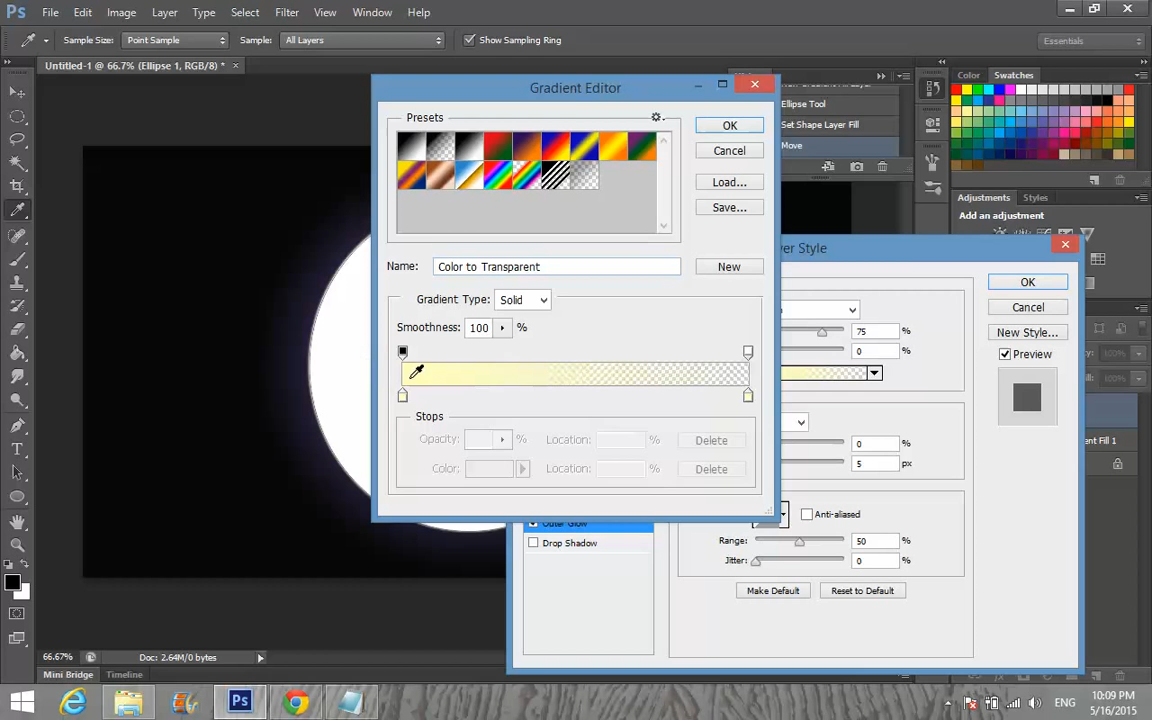 Ps File Edit Image Layer Type Select Filter View Window Help
Sample Size: Point Sample Sample: All Layers Show Sampling Ring Essentials
Untitled-1 @ 66.7% (Ellipse 1, RGB/8) * ×
Gradient Editor
Presets
OK
Cancel
Load...
Save...
Name: Color to Transparent New
Gradient Type: Solid
Smoothness: 100 %
Stops
Opacity: % Location: % Delete
Color: Location: % Delete
Ellipse Tool
Set Shape Layer Fill
Move
Color Swatches
Adjustments Styles
Add an adjustment
Style
OK
Cancel
New Style...
Preview
75 %
0 %
0 %
5 px
Anti-aliased
Range: 50 %
Jitter: 0 %
Make Default Reset to Default
Outer Glow
Drop Shadow
Fill 1
66.67% Doc: 2.64M/0 bytes
Mini Bridge Timeline
Ps
ENG
10:09 PM
5/16/2015